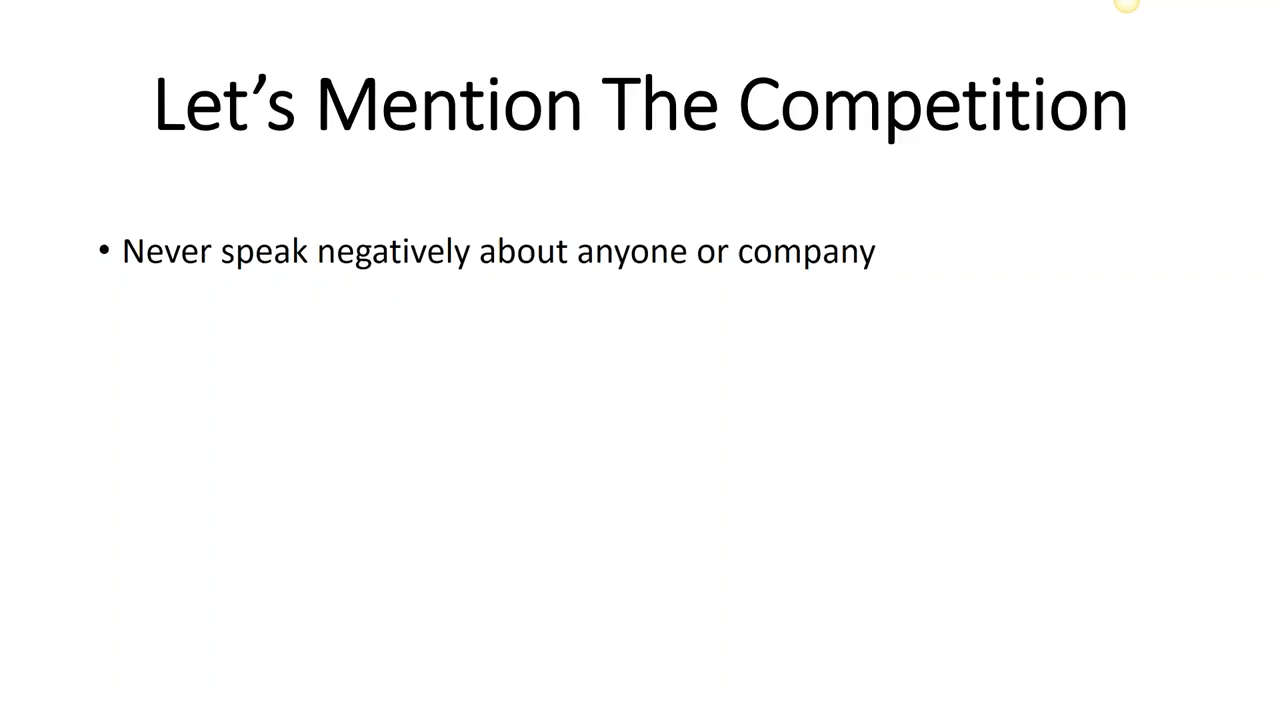 Let’s Mention The Competition
• Never speak negatively about anyone or company